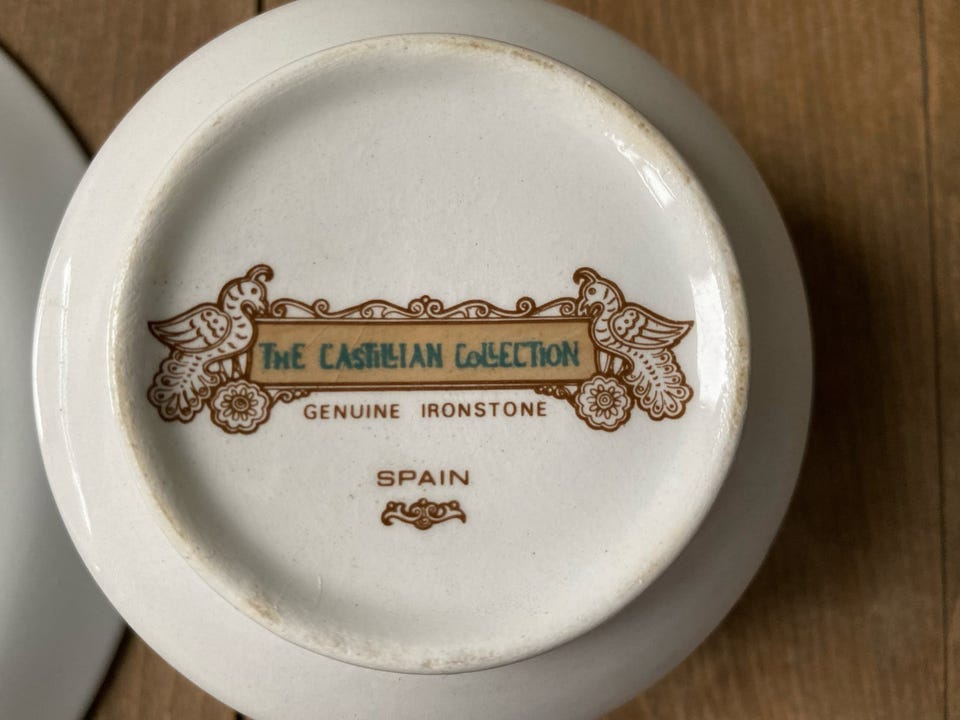 THE CASTILLIAN COLLECTION
GENUINE IRONSTONE
SPAIN